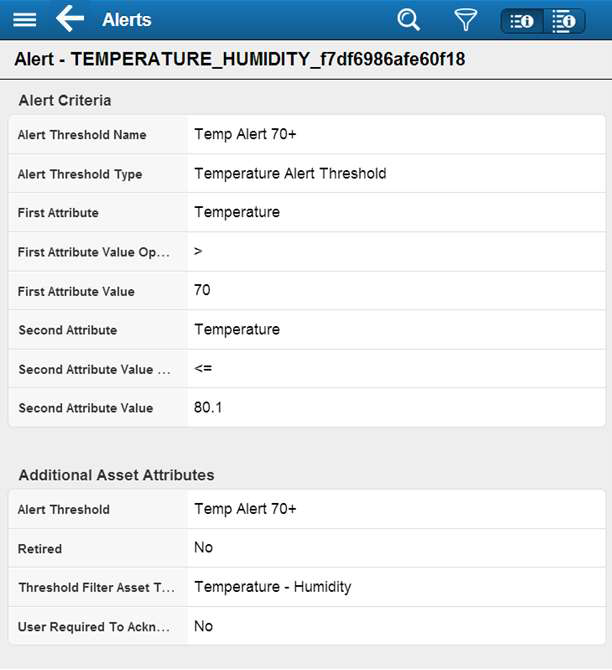 Alerts
Alert - TEMPERATURE_HUMIDITY_f7df6986afe60f18
Alert Criteria
Alert Threshold Name Temp Alert 70+
Alert Threshold Type Temperature Alert Threshold
First Attribute Temperature
First Attribute Value Op... >
First Attribute Value 70
Second Attribute Temperature
Second Attribute Value ... <=
Second Attribute Value 80.1
Additional Asset Attributes
Alert Threshold Temp Alert 70+
Retired No
Threshold Filter Asset T... Temperature - Humidity
User Required To Ackn... No